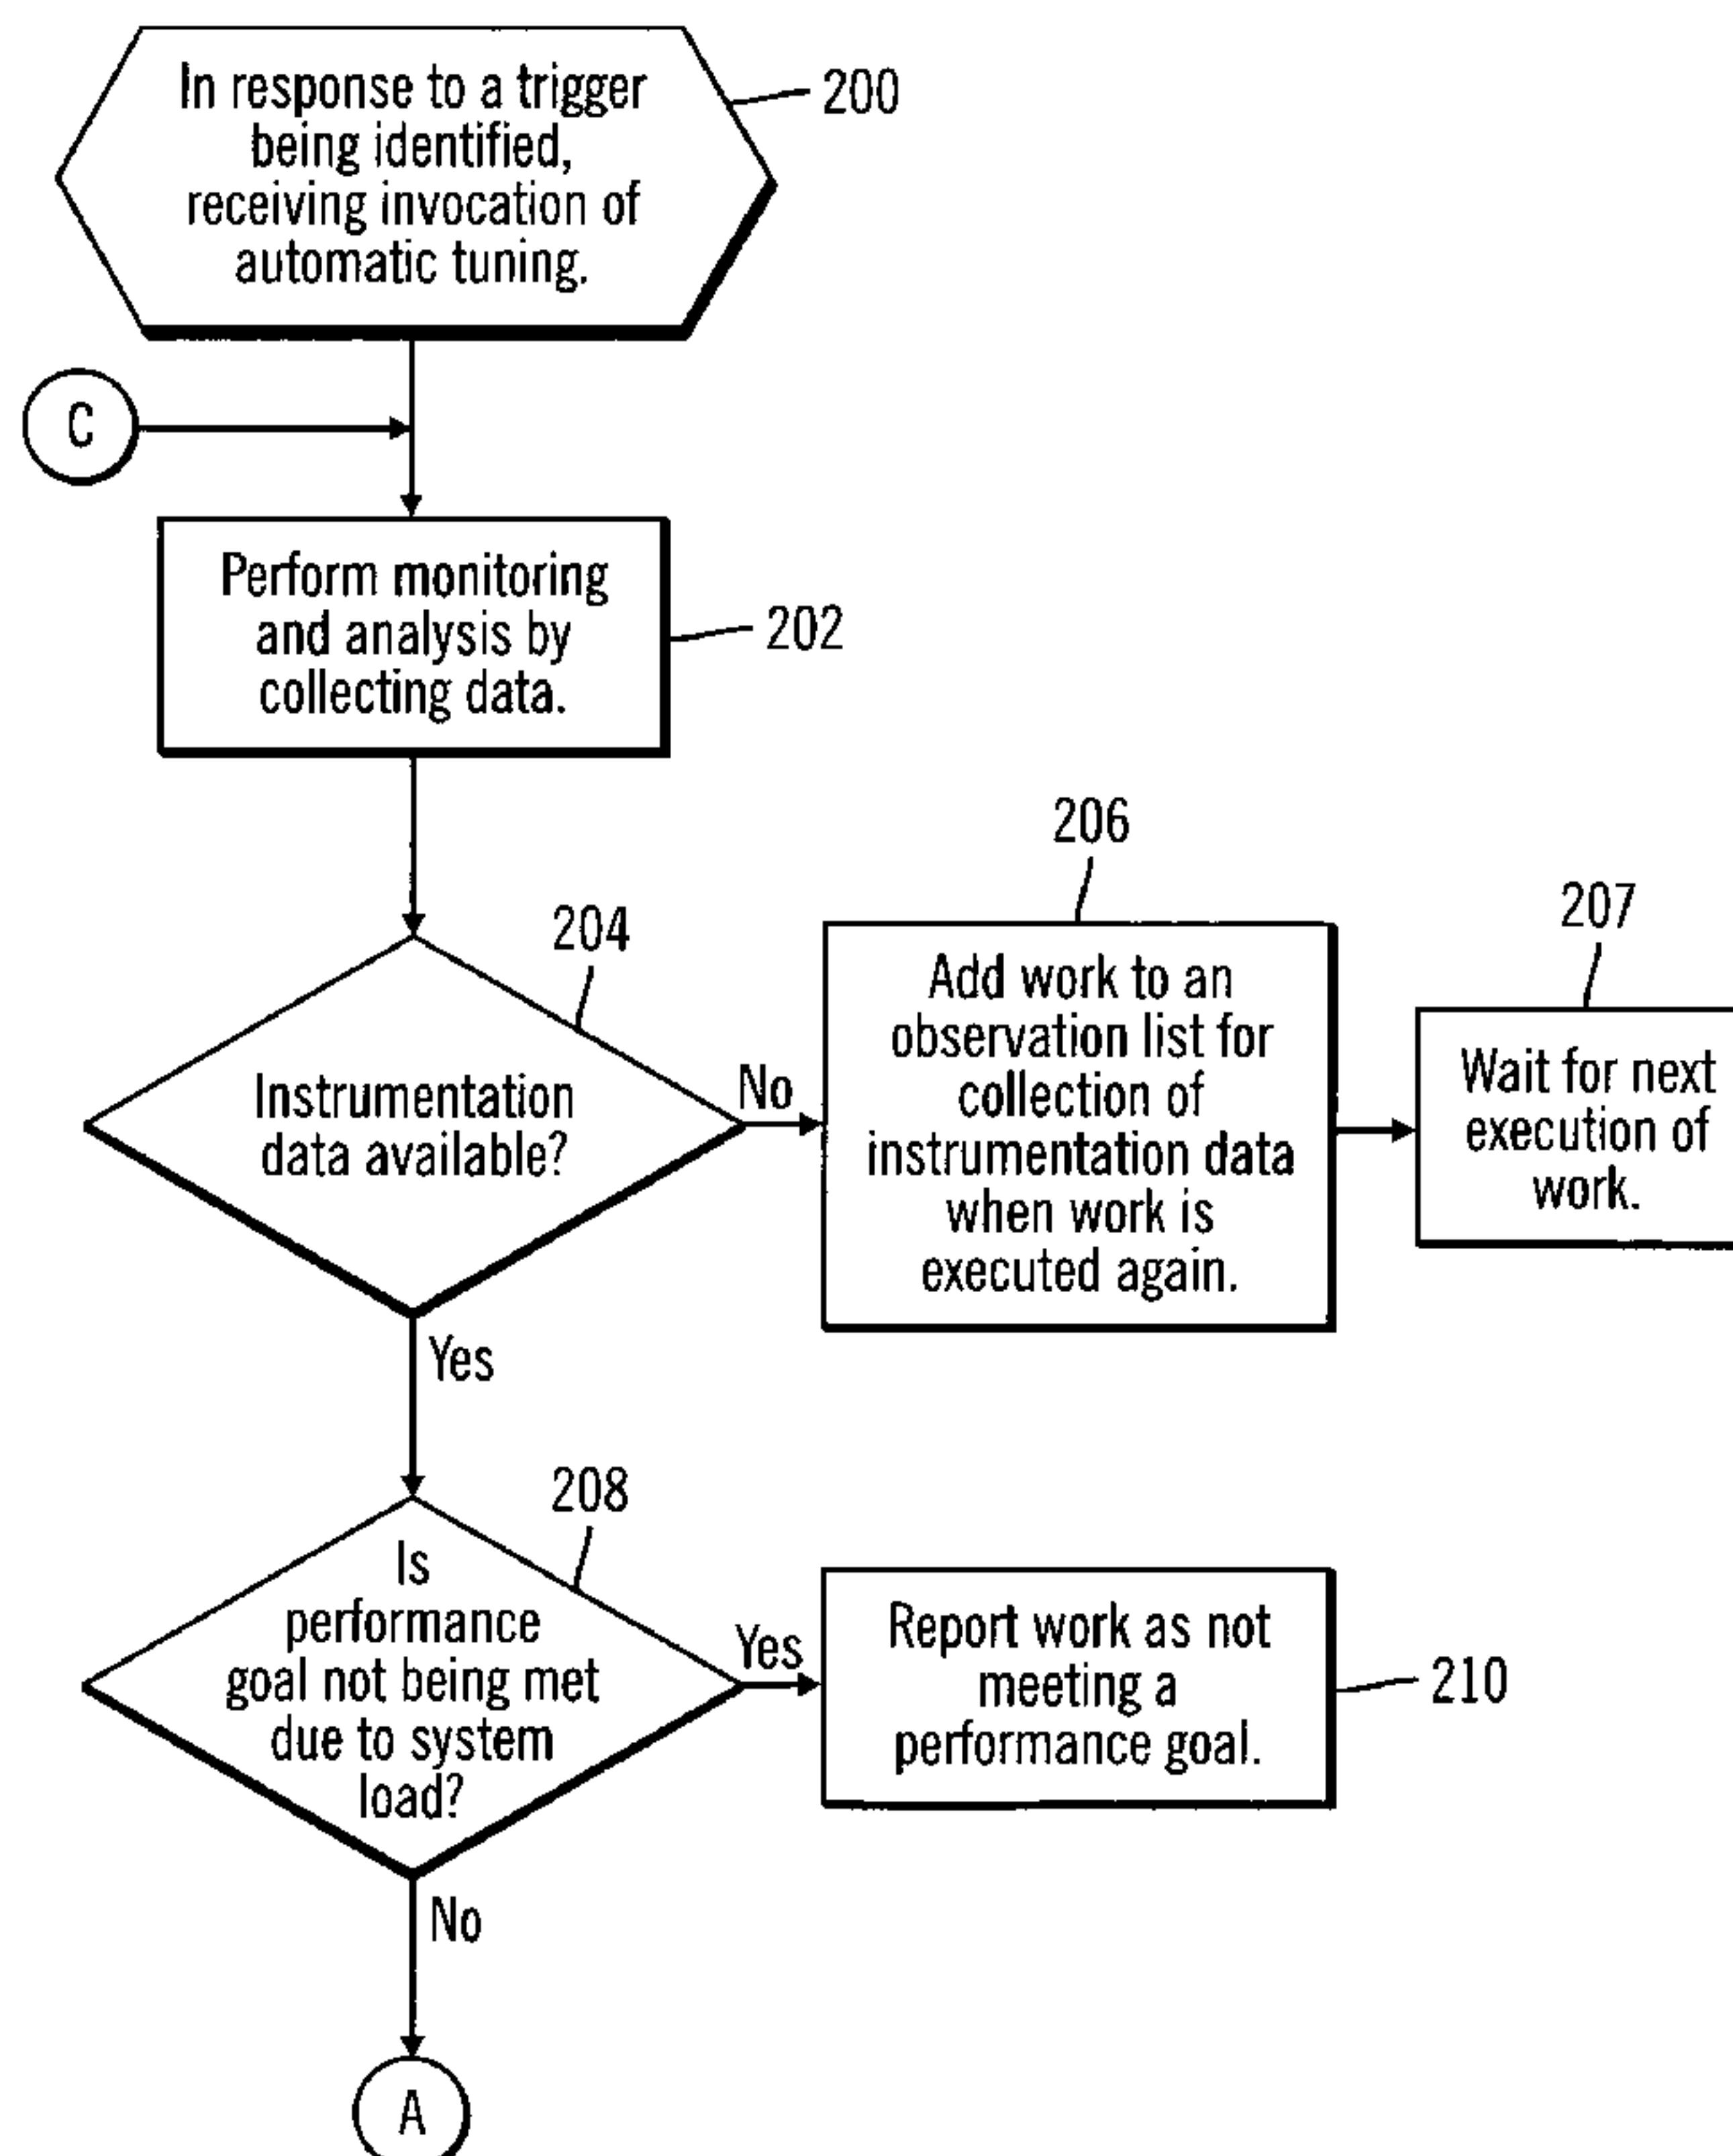 In response to a trigger
being identified,
receiving invocation of
automatic tuning.
200
C
Perform monitoring
and analysis by
collecting data.
202
204
Instrumentation
data available?
No
206
Add work to an
observation list for
collection of
instrumentation data
when work is
executed again.
207
Wait for next
execution of
work.
Yes
208
Is
performance
goal not being met
due to system
load?
Yes
Report work as not
meeting a
performance goal.
210
No
A